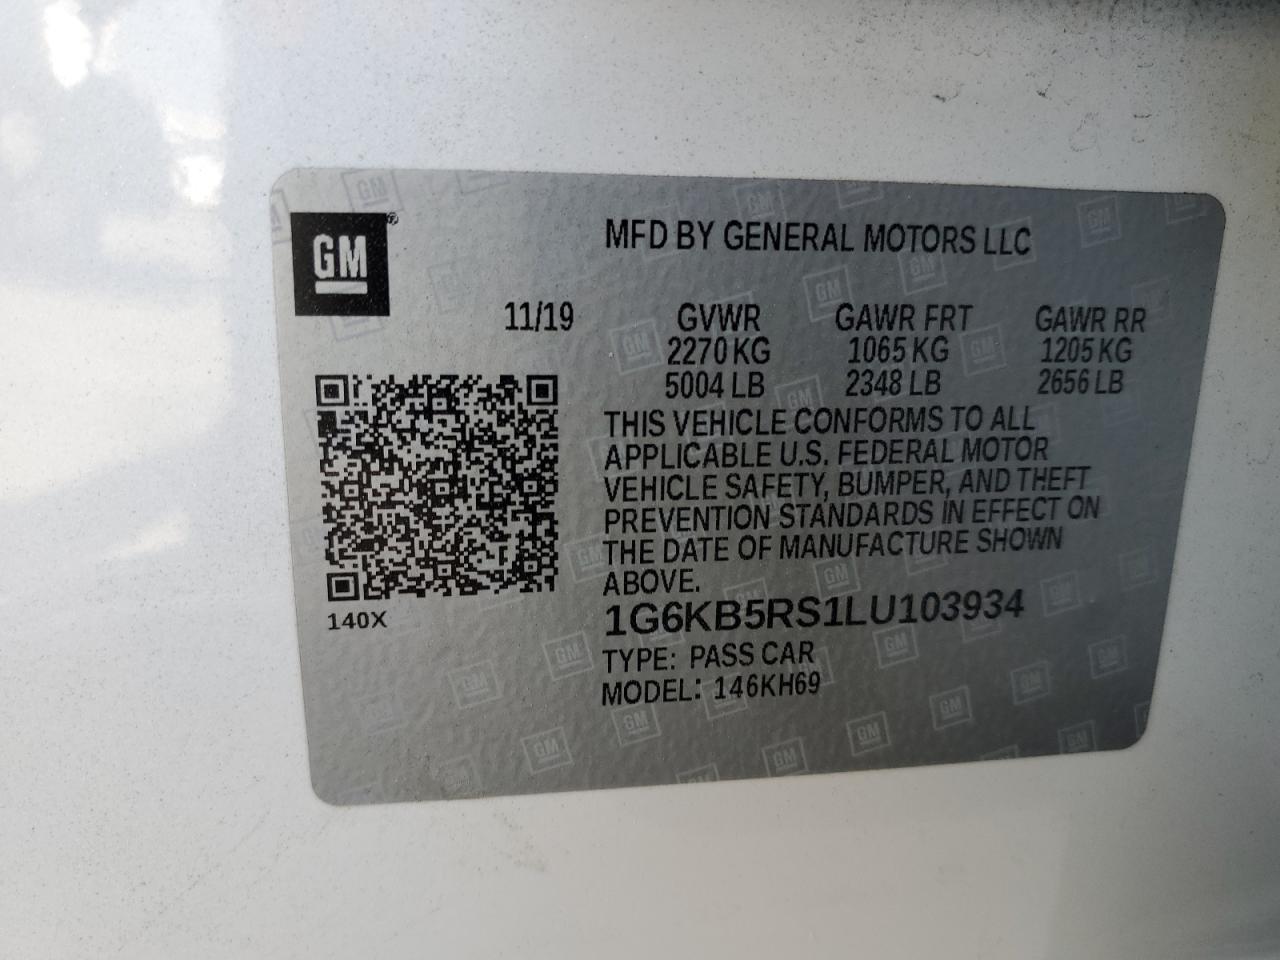 GM
MFD BY GENERAL MOTORS LLC
11/19 GVWR GAWR FRT GAWR RR
2270 KG 1065 KG 1205 KG
5004 LB 2348 LB 2656 LB
THIS VEHICLE CONFORMS TO ALL
APPLICABLE U.S. FEDERAL MOTOR
VEHICLE SAFETY, BUMPER, AND THEFT
PREVENTION STANDARDS IN EFFECT ON
THE DATE OF MANUFACTURE SHOWN
ABOVE.
140X
1G6KB5RS1LU103934
TYPE: PASS CAR
MODEL: 146KH69